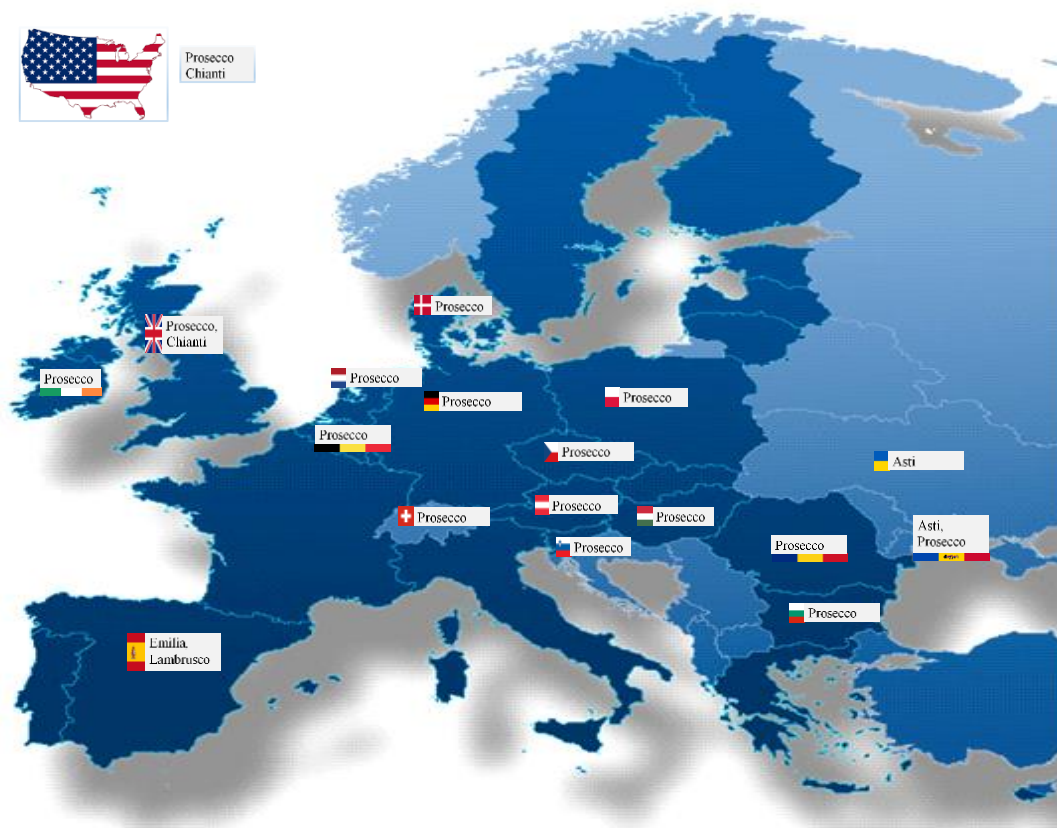 Prosecco
Chianti
Prosecco
Prosecco,
Chianti
Prosecco
Prosecco
Prosecco
Prosecco
Prosecco
Prosecco
Asti
Prosecco
Prosecco
Prosecco
Asti,
Prosecco
Prosecco
Prosecco
Prosecco
Emilia,
Lambrusco